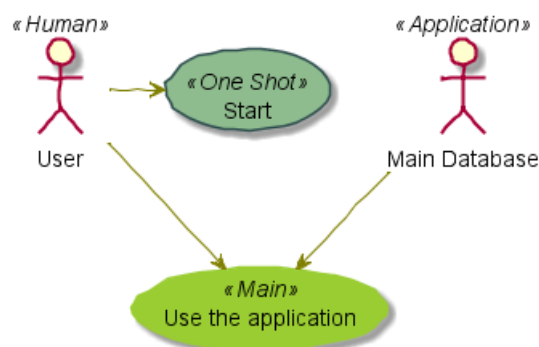 «Human»
User
«One Shot»
Start
«Application»
Main Database
«Main»
Use the application